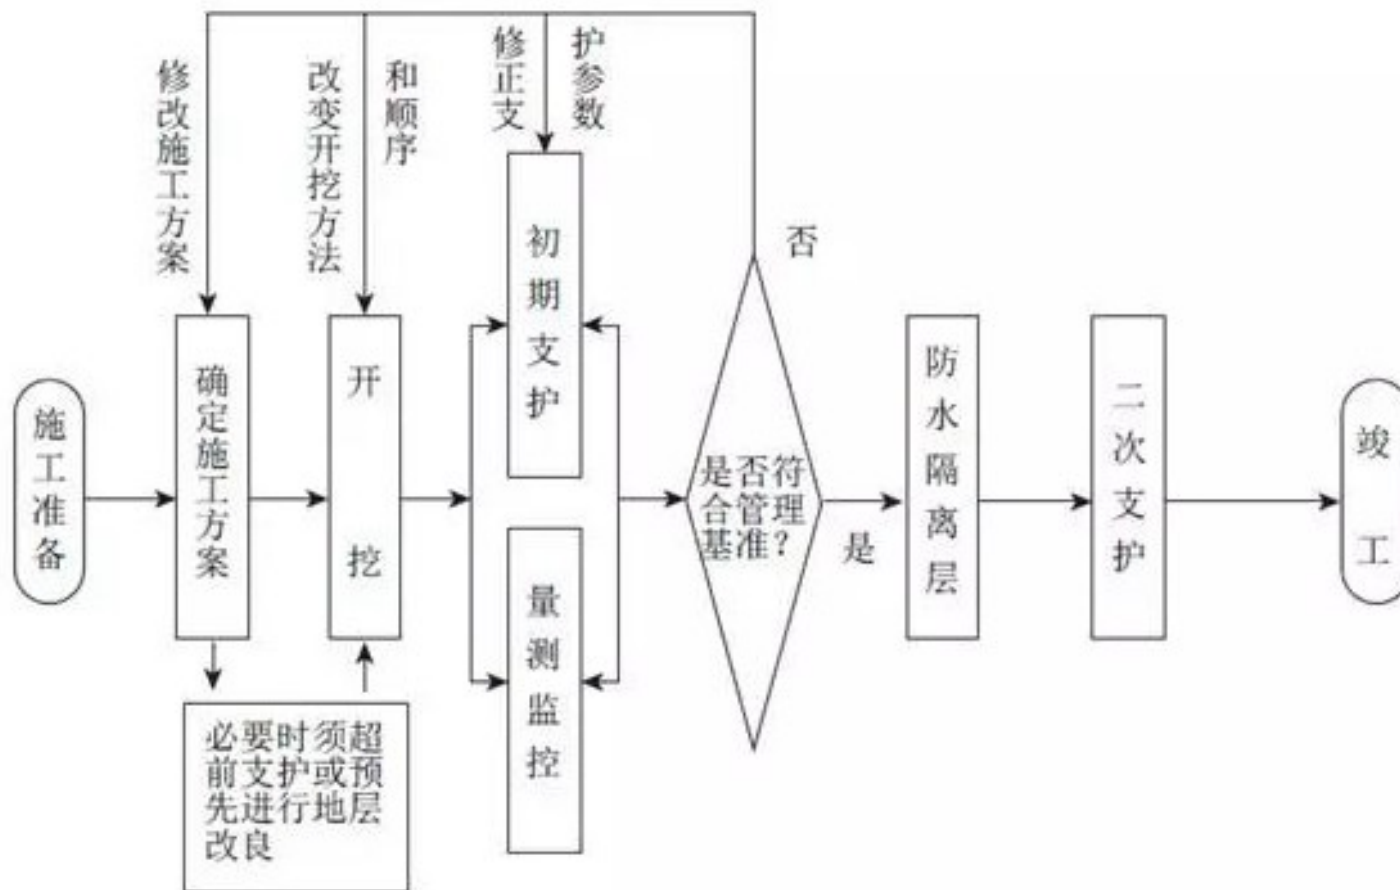 修改施工方案
改变开挖方法
和顺序
修正支
护参数
否
施工准备
确定施工方案
开挖
初期支护
量测监控
是否符
合管理
基准？
是
防水隔离层
二次支护
竣工
必要时须超
前支护或预
先进行地层
改良